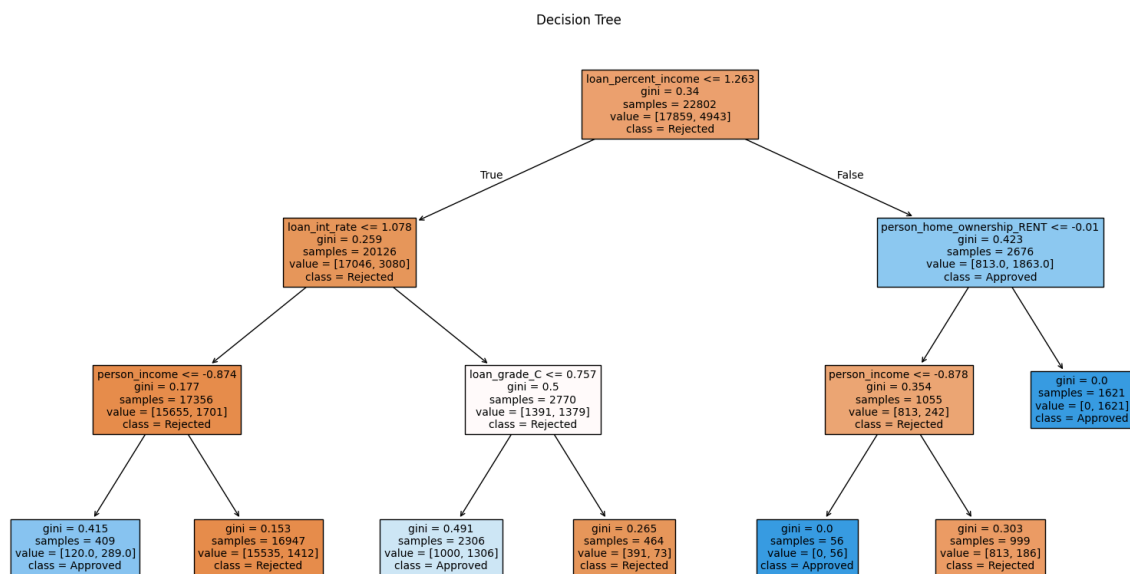 Decision Tree
loan_percent_income <= 1.263
gini = 0.34
samples = 22802
value = [17859, 4943]
class = Rejected
True
False
loan_int_rate <= 1.078
gini = 0.259
samples = 20126
value = [17046, 3080]
class = Rejected
person_home_ownership_RENT <= -0.01
gini = 0.423
samples = 2676
value = [813.0, 1863.0]
class = Approved
person_income <= -0.874
gini = 0.177
samples = 17356
value = [15655, 1701]
class = Rejected
loan_grade_C <= 0.757
gini = 0.5
samples = 2770
value = [1391, 1379]
class = Rejected
person_income <= -0.878
gini = 0.354
samples = 1055
value = [813, 242]
class = Rejected
gini = 0.0
samples = 1621
value = [0, 1621]
class = Approved
gini = 0.415
samples = 409
value = [120.0, 289.0]
class = Approved
gini = 0.153
samples = 16947
value = [15535, 1412]
class = Rejected
gini = 0.491
samples = 2306
value = [1000, 1306]
class = Approved
gini = 0.265
samples = 464
value = [391, 73]
class = Rejected
gini = 0.0
samples = 56
value = [0, 56]
class = Approved
gini = 0.303
samples = 999
value = [813, 186]
class = Rejected